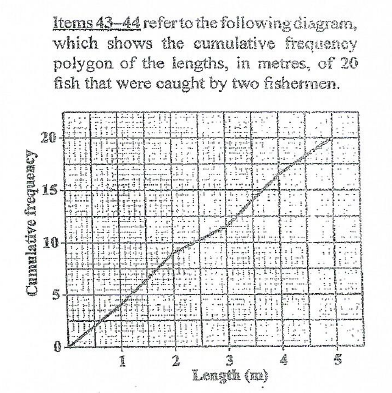 Items 43–44 refer to the following diagram,
which shows the cumulative frequency
polygon of the lengths, in metres, of 20
fish that were caught by two fishermen.
Cumulative frequency
20
15
10
5
0
1 2 3 4 5
Length (m)